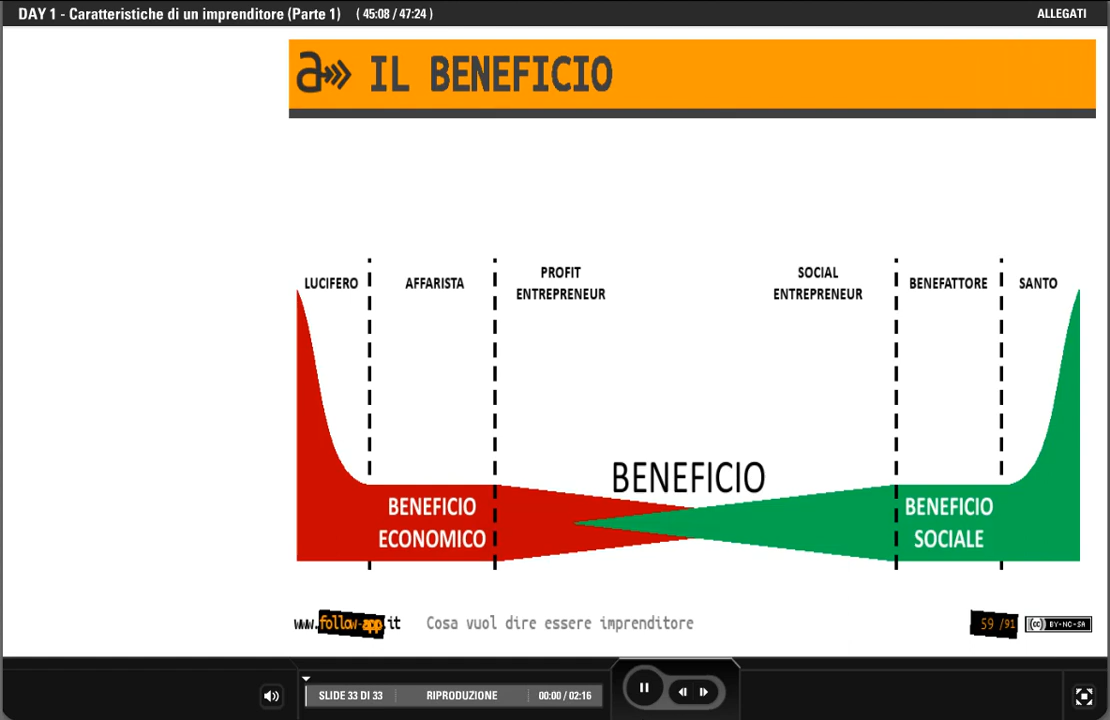 DAY 1 - Caratteristiche di un imprenditore (Parte 1) ( 45:08 / 47:24 )
ALLEGATI
a IL BENEFICIO
LUCIFERO
AFFARISTA
PROFIT
ENTREPRENEUR
SOCIAL
ENTREPRENEUR
BENEFATTORE
SANTO
BENEFICIO
BENEFICIO
ECONOMICO
BENEFICIO
SOCIALE
www.follow-app.it
Cosa vuol dire essere imprenditore
59 /91
(cc) BY-NC-SA
SLIDE 33 DI 33
RIPRODUZIONE
00:00 / 02:16